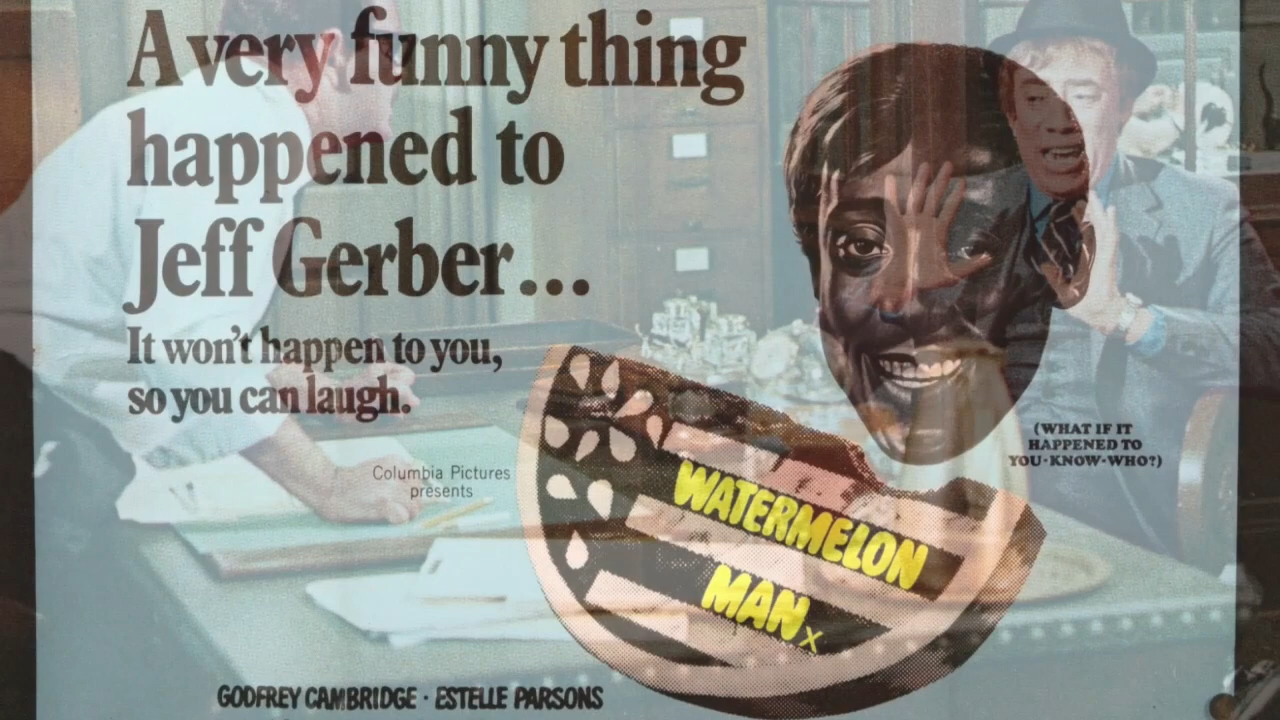 A very funny thing
happened to
Jeff Gerber...
It won't happen to you,
so you can laugh.
Columbia Pictures
presents
(WHAT IF IT
HAPPENED TO
YOU-KNOW-WHO?)
WATERMELON
MAN x
GODFREY CAMBRIDGE · ESTELLE PARSONS